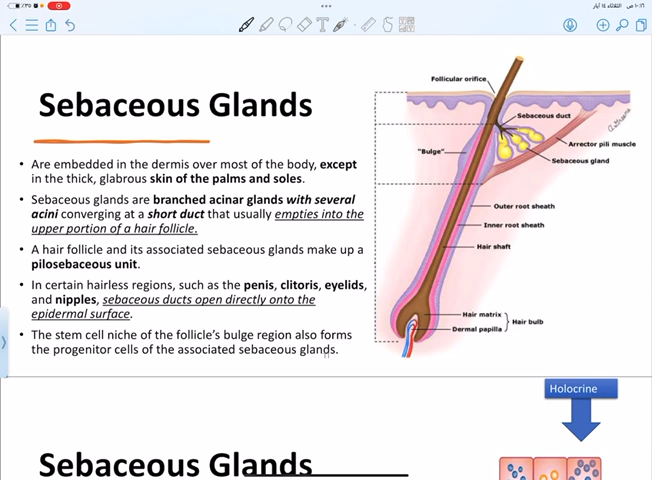 ١٠:١٦ ص الثلاثاء ١٤ أيار
Sebaceous Glands
• Are embedded in the dermis over most of the body, except
in the thick, glabrous skin of the palms and soles.
• Sebaceous glands are branched acinar glands with several
acini converging at a short duct that usually empties into the
upper portion of a hair follicle.
• A hair follicle and its associated sebaceous glands make up a
pilosebaceous unit.
• In certain hairless regions, such as the penis, clitoris, eyelids,
and nipples, sebaceous ducts open directly onto the
epidermal surface.
• The stem cell niche of the follicle's bulge region also forms
the progenitor cells of the associated sebaceous glands.
Follicular orifice
Sebaceous duct
Arrector pili muscle
"Bulge"
Sebaceous gland
Outer root sheath
Inner root sheath
Hair shaft
Hair matrix
Hair bulb
Dermal papilla
Holocrine
Sebaceous Glands